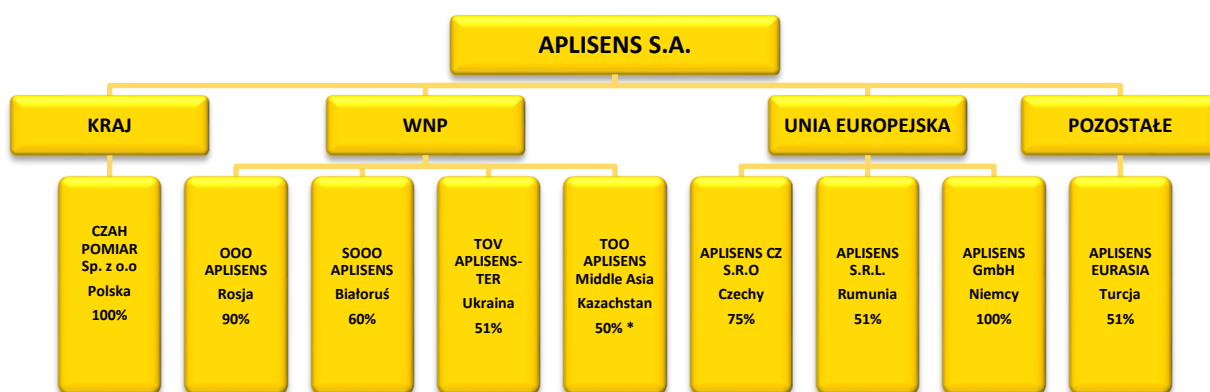 APLISENS S.A.
KRAJ
WNP
UNIA EUROPEJSKA
POZOSTAŁE
CZAH
POMIAR
Sp. z o.o
Polska
100%
OOO
APLISENS
Rosja
90%
SOOO
APLISENS
Białoruś
60%
TOV
APLISENS-
TER
Ukraina
51%
TOO
APLISENS
Middle Asia
Kazachstan
50% *
APLISENS CZ
S.R.O
Czechy
75%
APLISENS
S.R.L.
Rumunia
51%
APLISENS
GmbH
Niemcy
100%
APLISENS
EURASIA
Turcja
51%